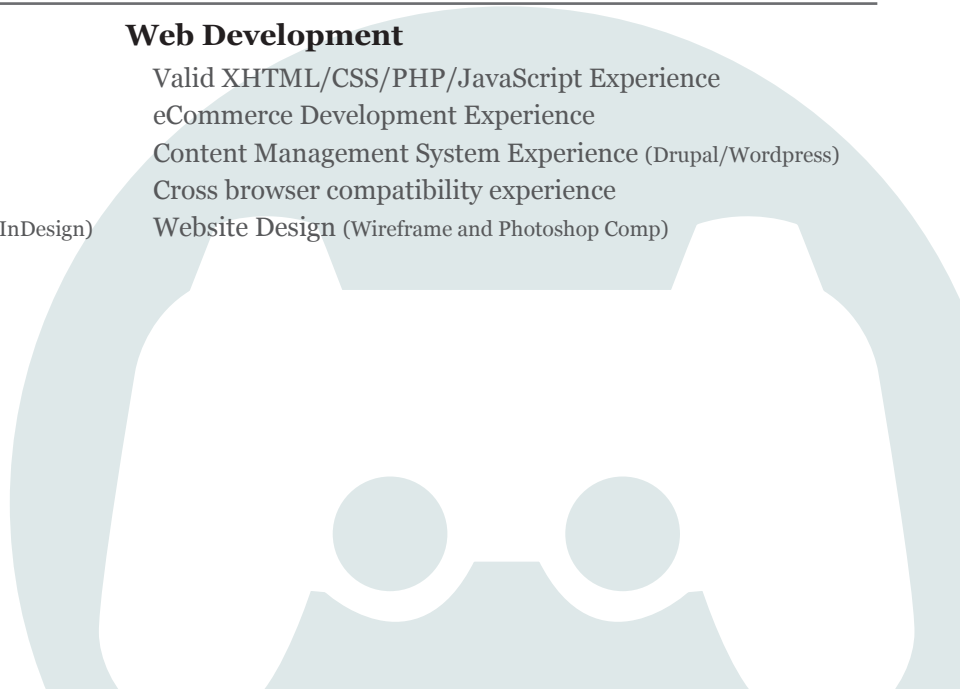 Web Development
Valid XHTML/CSS/PHP/JavaScript Experience
eCommerce Development Experience
Content Management System Experience (Drupal/Wordpress)
Cross browser compatibility experience
InDesign) Website Design (Wireframe and Photoshop Comp)